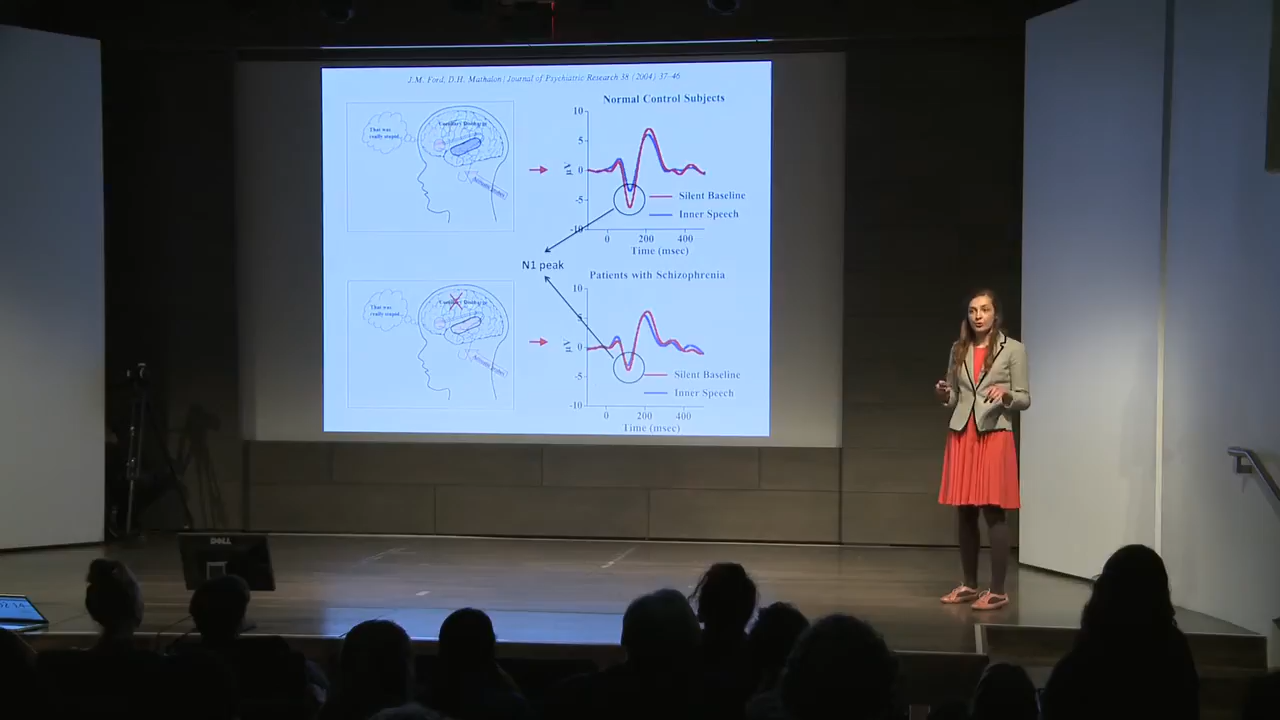 J.M. Ford, D.H. Mathalon / Journal of Psychiatric Research 38 (2004) 37–46
Normal Control Subjects
That was
really stupid.
10
5
0
-5
-10
µV
Silent Baseline
Inner Speech
0 200 400
Time (msec)
N1 peak
Patients with Schizophrenia
That was
really stupid.
10
5
0
-5
-10
µV
Silent Baseline
Inner Speech
0 200 400
Time (msec)
DELL